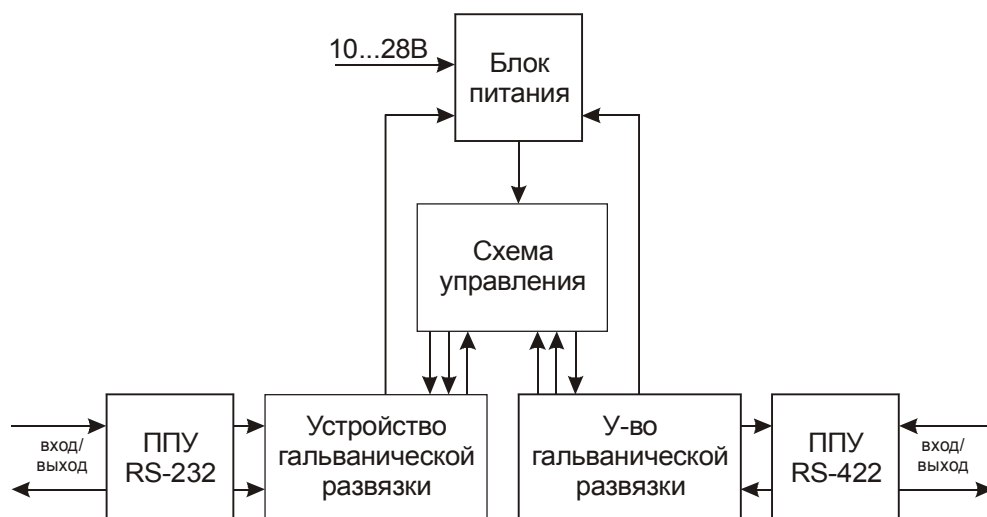 10...28В
Блок
питания
Схема
управления
вход/
выход
ППУ
RS-232
Устройство
гальванической
развязки
У-во
гальванической
развязки
ППУ
RS-422
вход/
выход